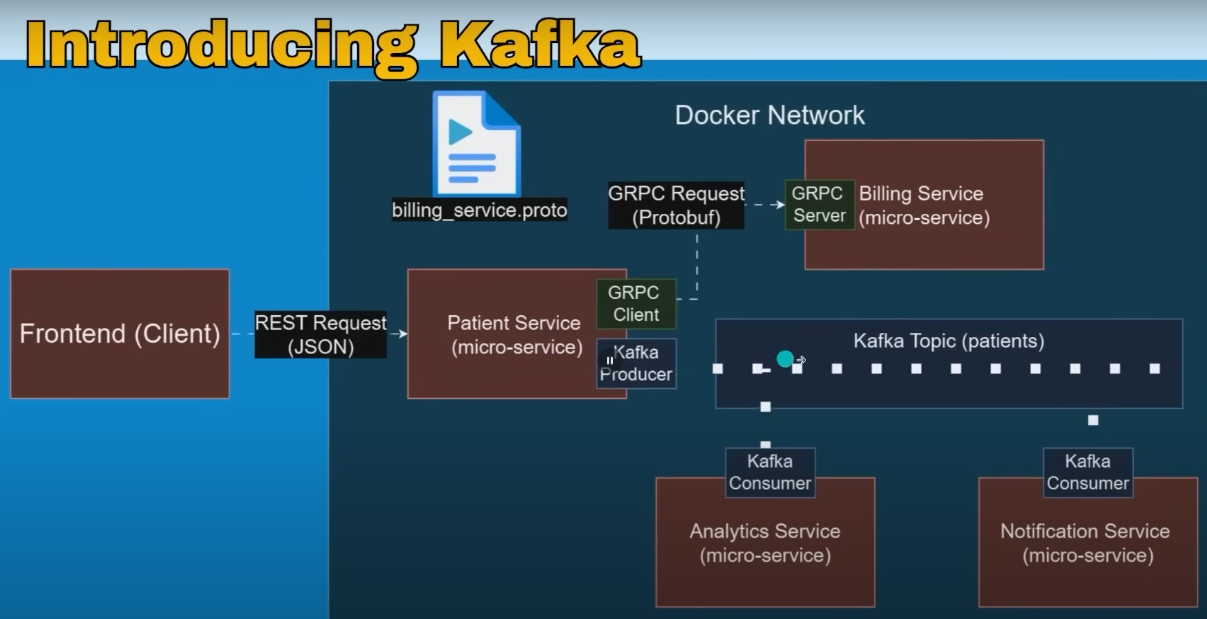 Introducing Kafka
Docker Network
billing_service.proto
GRPC Request
(Protobuf)
GRPC
Server
Billing Service
(micro-service)
Frontend (Client)
REST Request
(JSON)
Patient Service
(micro-service)
GRPC
Client
Kafka
Producer
Kafka Topic (patients)
Kafka
Consumer
Analytics Service
(micro-service)
Kafka
Consumer
Notification Service
(micro-service)